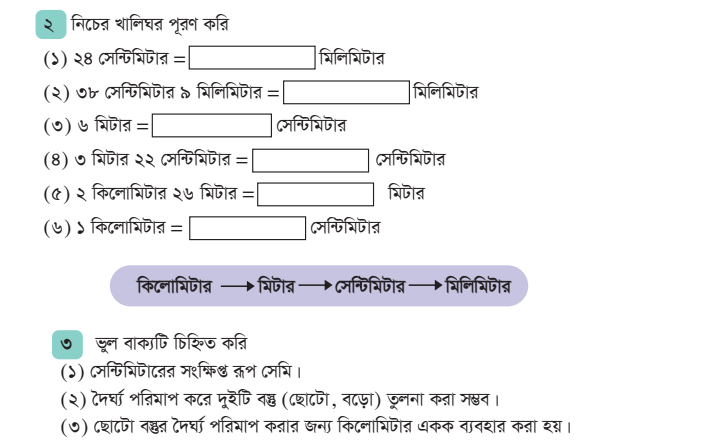 ২ নিচের খালিঘর পূরণ করি
(১) ২৪ সেন্টিমিটার = মিলিমিটার
(২) ৩৮ সেন্টিমিটার ৯ মিলিমিটার = মিলিমিটার
(৩) ৬ মিটার = সেন্টিমিটার
(৪) ৩ মিটার ২২ সেন্টিমিটার = সেন্টিমিটার
(৫) ২ কিলোমিটার ২৬ মিটার = মিটার
(৬) ১ কিলোমিটার = সেন্টিমিটার
কিলোমিটার ⟶ মিটার ⟶ সেন্টিমিটার ⟶ মিলিমিটার
৩ ভুল বাক্যটি চিহ্নিত করি
(১) সেন্টিমিটারের সংক্ষিপ্ত রূপ সেমি।
(২) দৈর্ঘ্য পরিমাপ করে দুইটি বস্তু (ছোটো, বড়ো) তুলনা করা সম্ভব।
(৩) ছোটো বস্তুর দৈর্ঘ্য পরিমাপ করার জন্য কিলোমিটার একক ব্যবহার করা হয়।